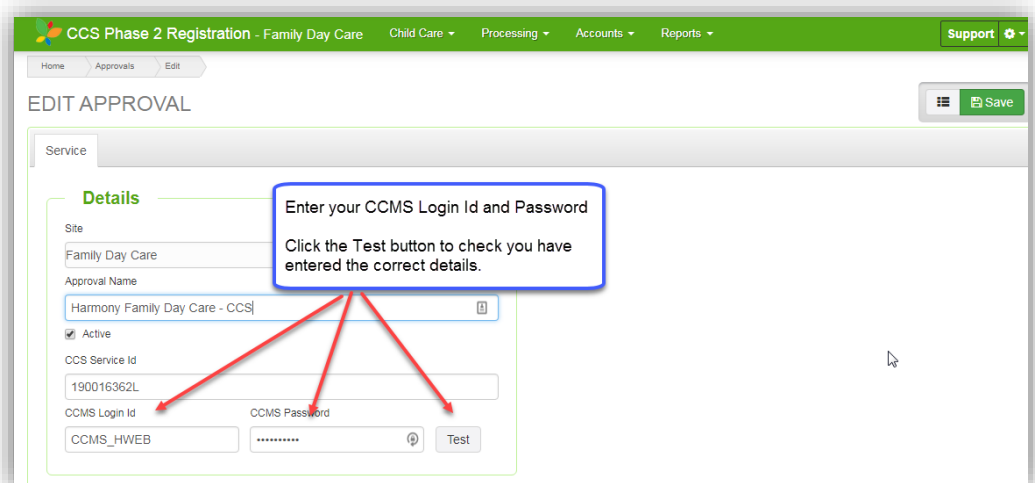 CCS Phase 2 Registration - Family Day Care Child Care Processing Accounts Reports Support
Home Approvals Edit
EDIT APPROVAL
Save
Service
Details
Enter your CCMS Login Id and Password
Click the Test button to check you have
entered the correct details.
Site
Family Day Care
Approval Name
Harmony Family Day Care - CCS
Active
CCS Service Id
190016362L
CCMS Login Id CCMS Password
CCMS_HWEB •••••••••• Test